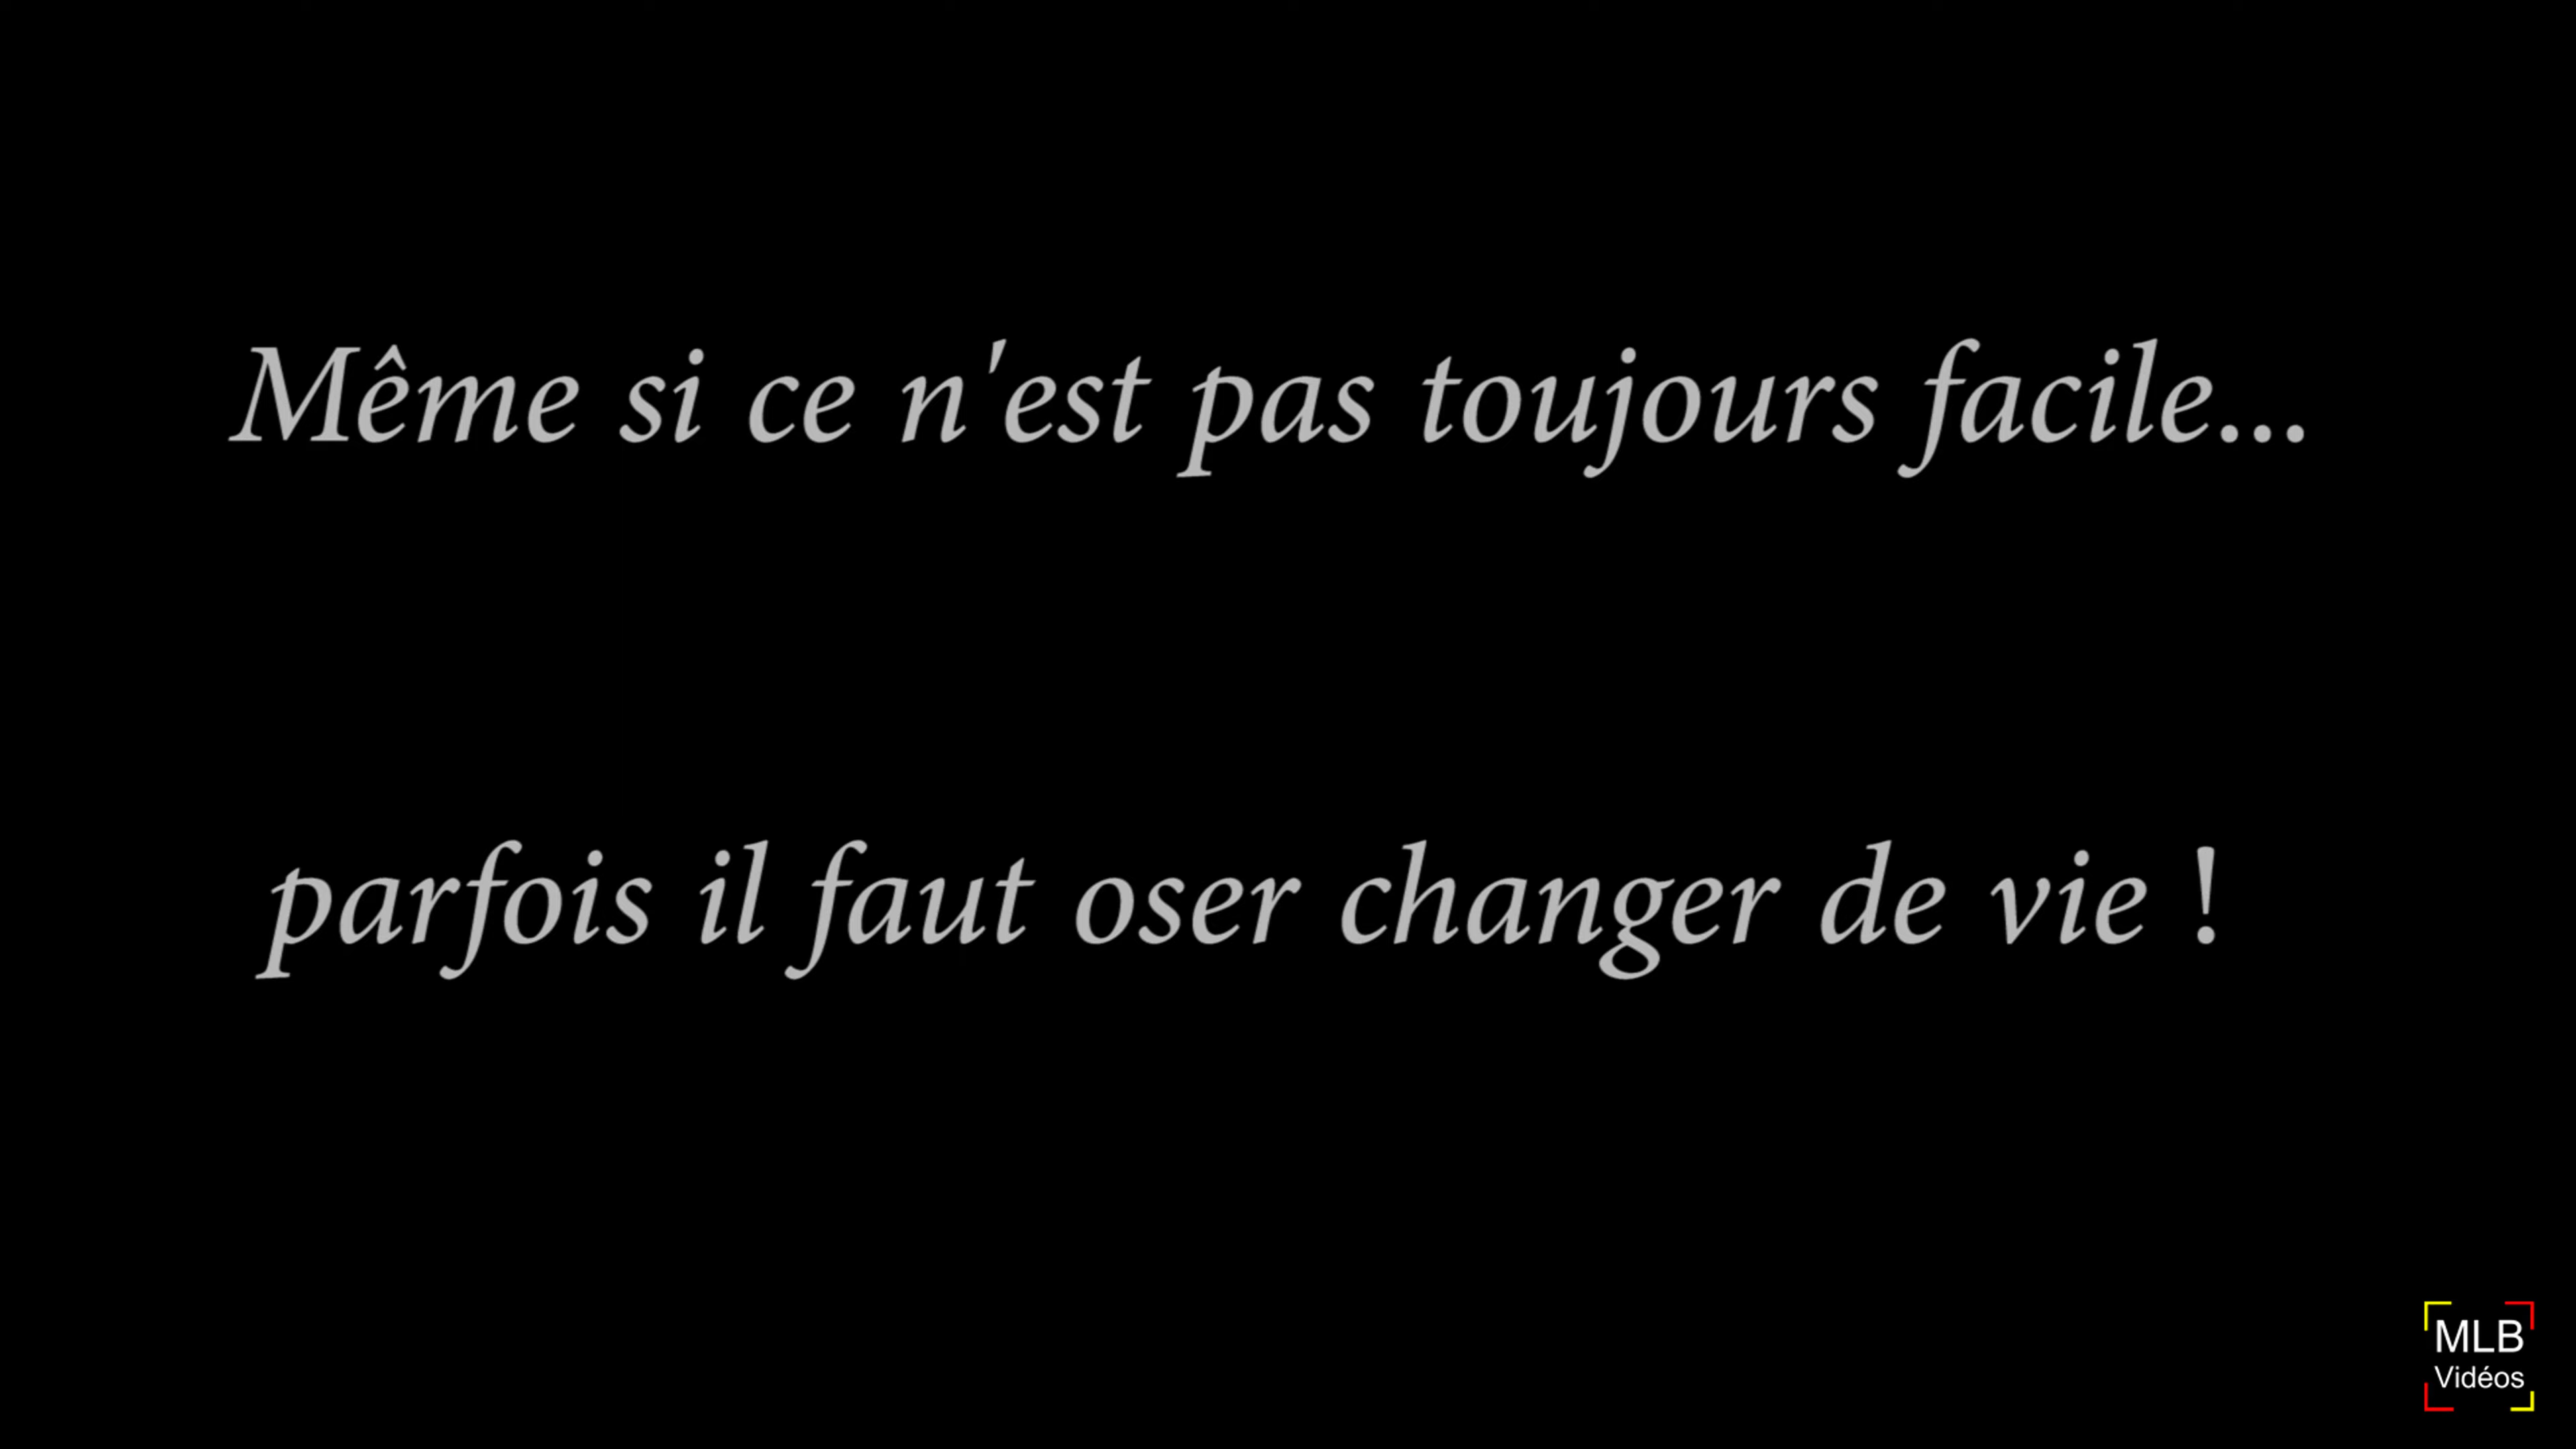 Même si ce n'est pas toujours facile...
parfois il faut oser changer de vie !
MLB
Vidéos